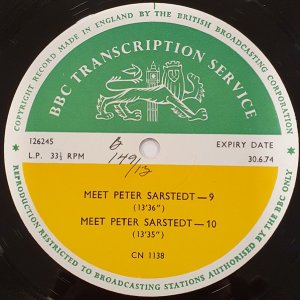 COPYRIGHT RECORD MADE IN ENGLAND BY THE BRITISH BROADCASTING CORPORATION
BBC TRANSCRIPTION SERVICE
126245
EXPIRY DATE
L.P. 33⅓ RPM
30.6.74
149/13
MEET PETER SARSTEDT—9
(13'36")
MEET PETER SARSTEDT—10
(13'35")
CN 1138
REPRODUCTION RESTRICTED TO BROADCASTING STATIONS AUTHORISED BY THE BBC ONLY